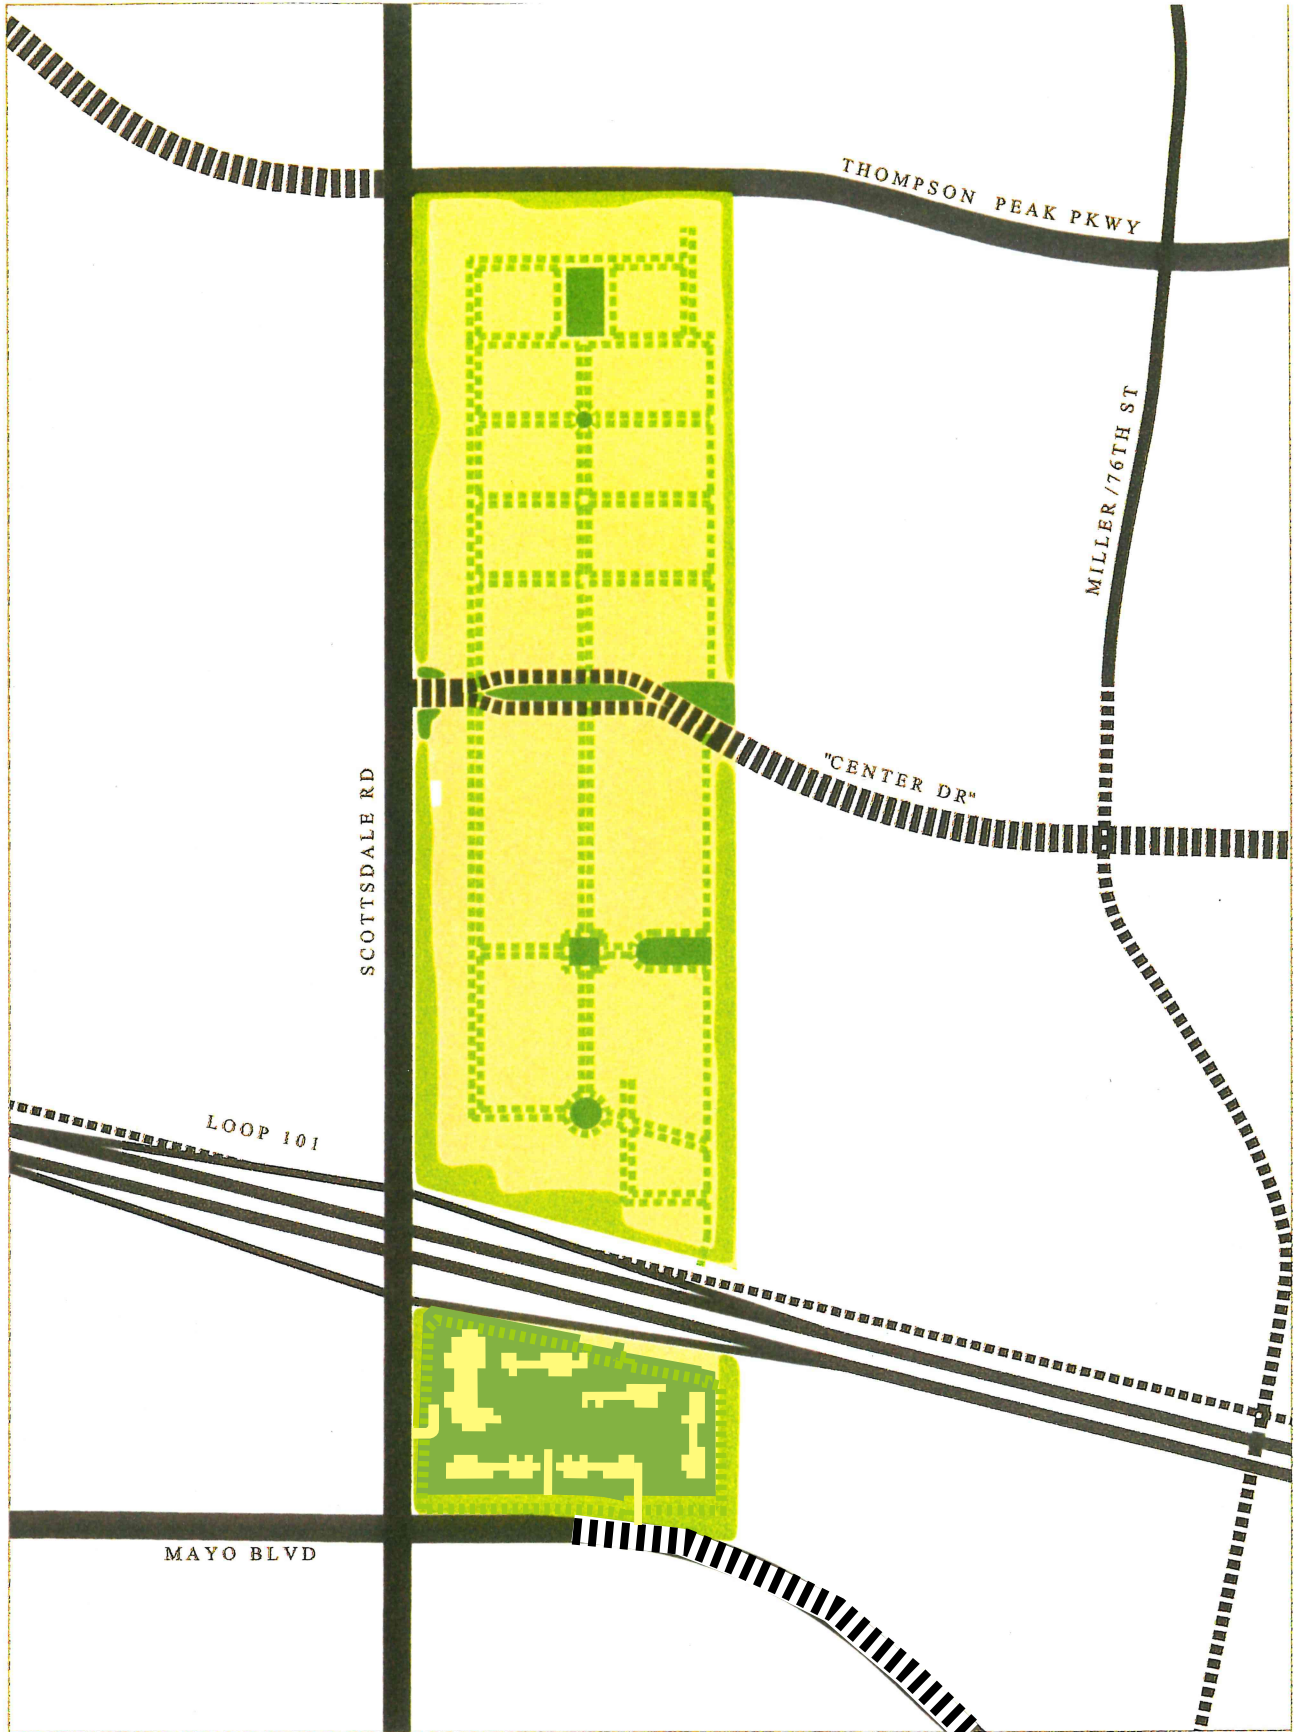 THOMPSON PEAK PKWY
MILLER/76TH ST
"CENTER DR"
SCOTTSDALE RD
LOOP 101
MAYO BLVD